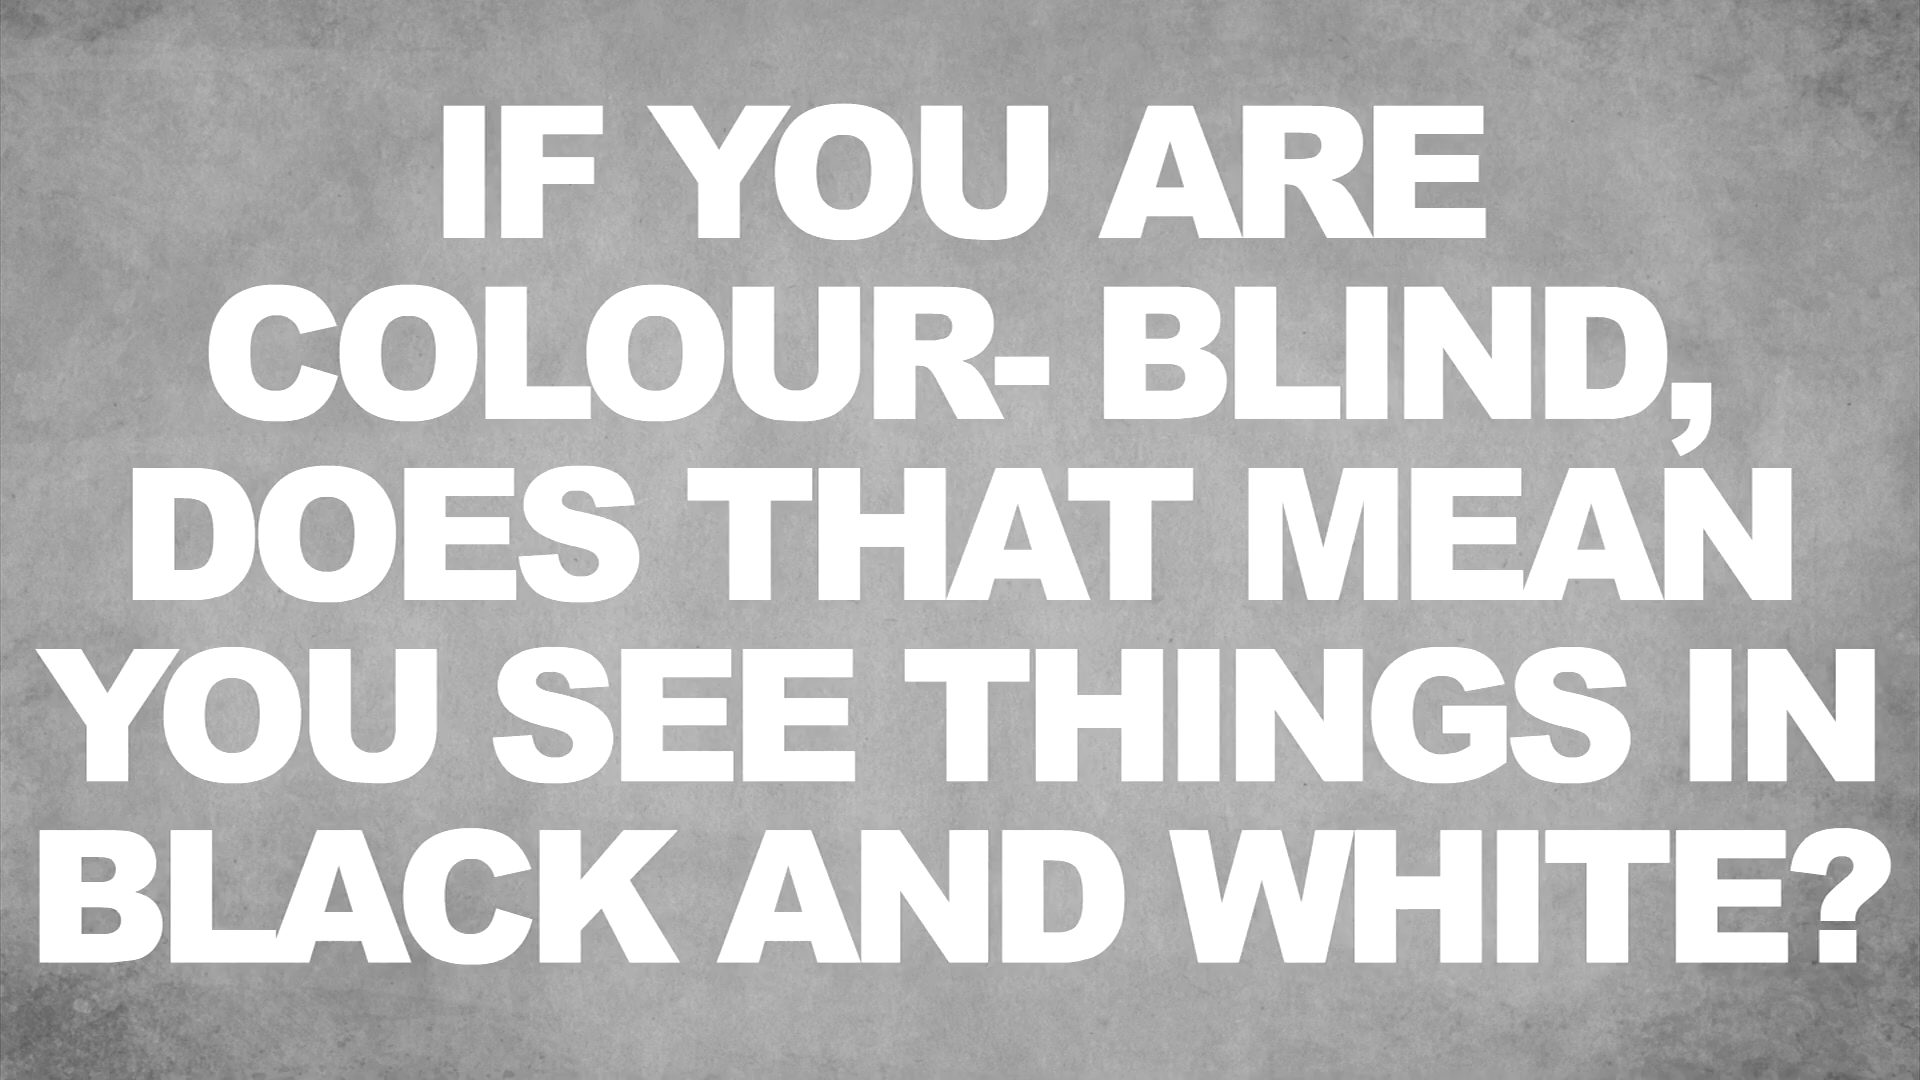 IF YOU ARE
COLOUR- BLIND,
DOES THAT MEAN
YOU SEE THINGS IN
BLACK AND WHITE?